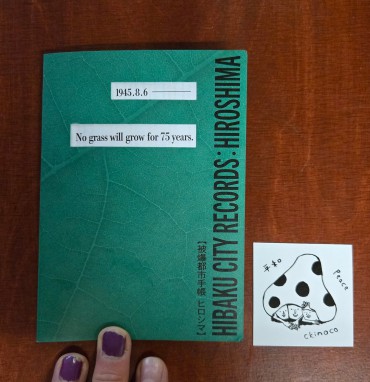 1945.8.6
No grass will grow for 75 years.
HIBAKU CITY RECORDS: HIROSHIMA
【被爆都市手帳 ヒロシマ】
平和
Peace
Ckinoco